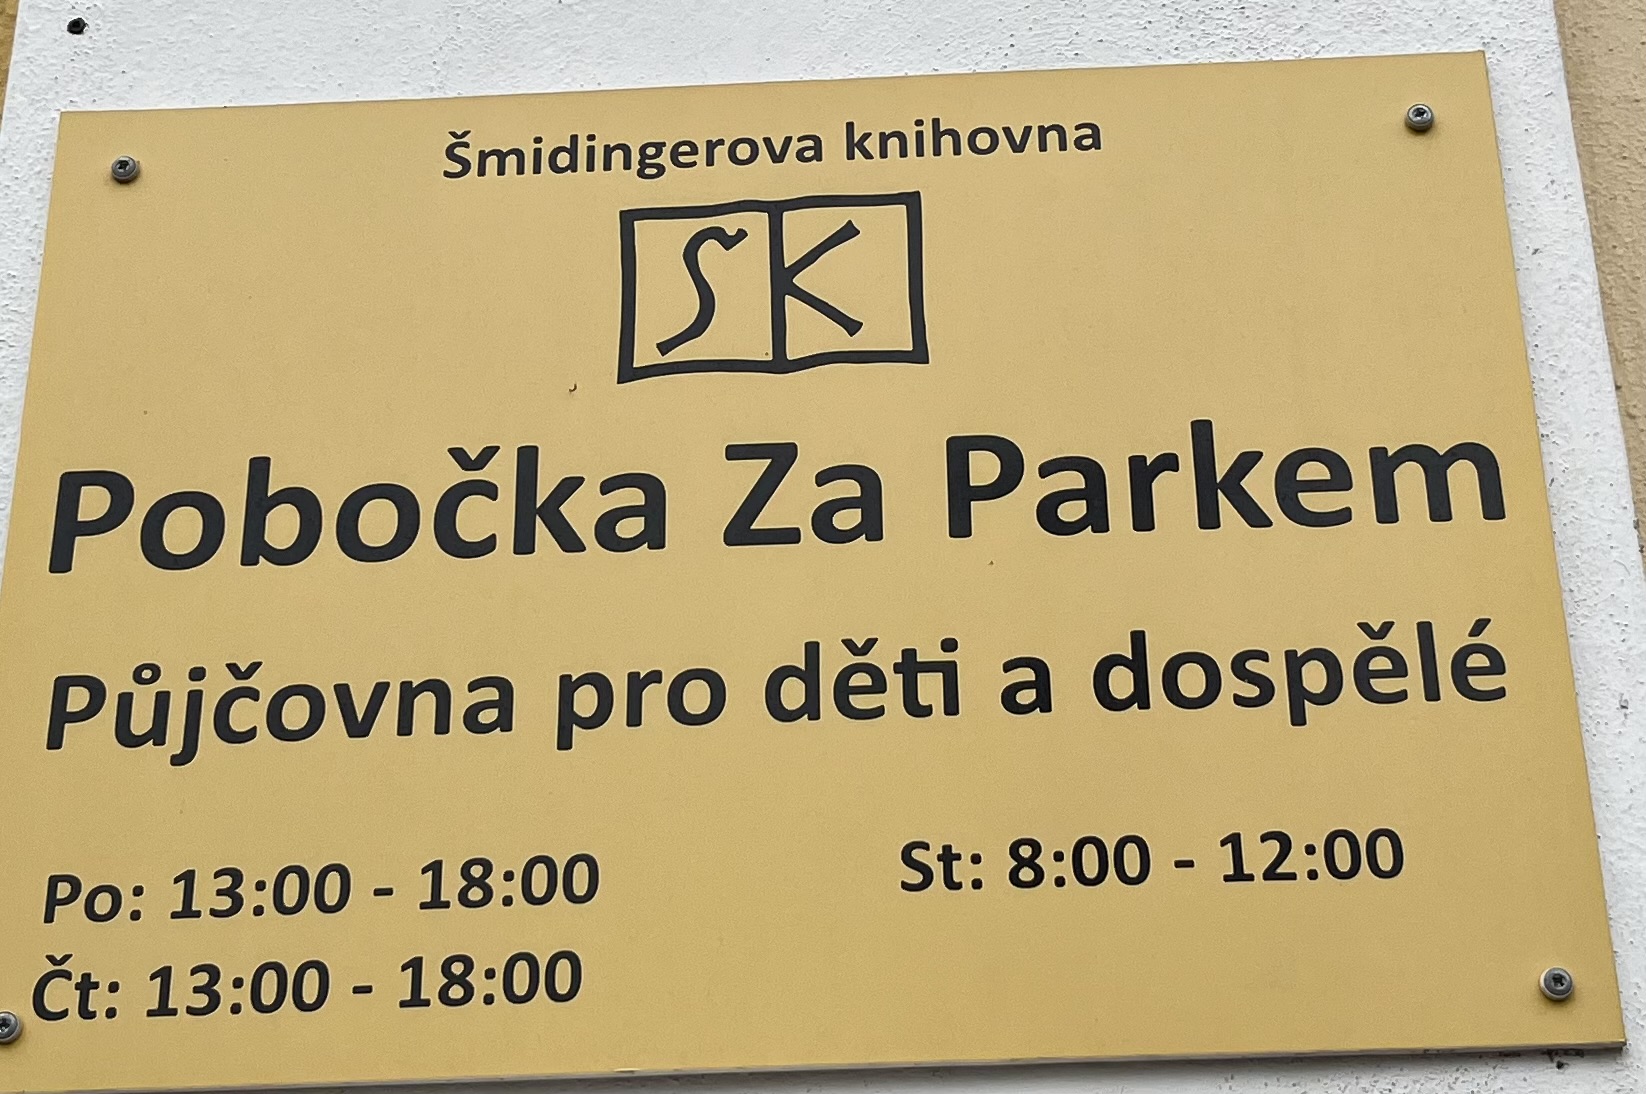 Šmidingerova knihovna
ŠK
Pobočka Za Parkem
Půjčovna pro děti a dospělé
Po: 13:00 - 18:00 St: 8:00 - 12:00
Čt: 13:00 - 18:00